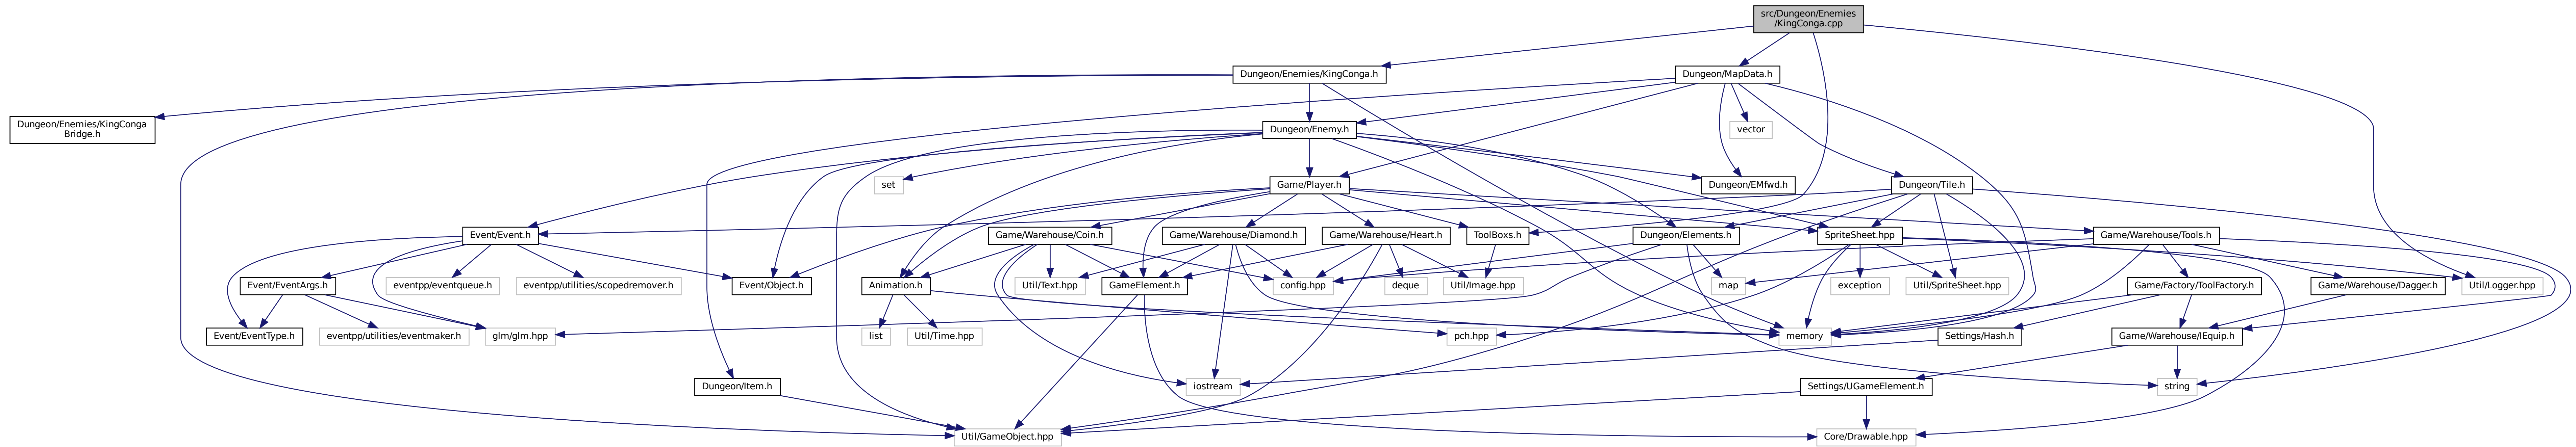 src/Dungeon/Enemies
/KingConga.cpp
Dungeon/Enemies/KingConga.h
Dungeon/MapData.h
Dungeon/Enemies/KingConga
Bridge.h
Dungeon/Enemy.h
vector
set
Game/Player.h
Dungeon/EMfwd.h
Dungeon/Tile.h
Event/Event.h
Game/Warehouse/Coin.h
Game/Warehouse/Diamond.h
Game/Warehouse/Heart.h
ToolBoxs.h
Dungeon/Elements.h
SpriteSheet.hpp
Game/Warehouse/Tools.h
Event/EventArgs.h
eventpp/eventqueue.h
eventpp/utilities/scopedremover.h
Event/Object.h
Animation.h
Util/Text.hpp
GameElement.h
config.hpp
deque
Util/Image.hpp
map
exception
Util/SpriteSheet.hpp
Game/Factory/ToolFactory.h
Game/Warehouse/Dagger.h
Util/Logger.hpp
Event/EventType.h
eventpp/utilities/eventmaker.h
glm/glm.hpp
list
Util/Time.hpp
pch.hpp
memory
Settings/Hash.h
Game/Warehouse/IEquip.h
Dungeon/Item.h
iostream
Settings/UGameElement.h
string
Util/GameObject.hpp
Core/Drawable.hpp